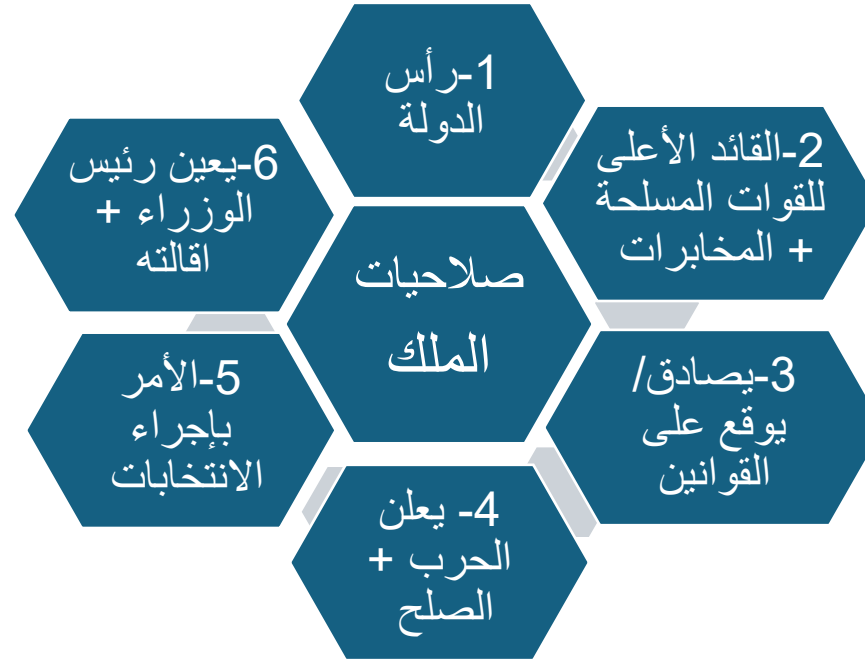 صلاحيات
الملك
1-رأس
الدولة
2-القائد الأعلى
للقوات المسلحة
+ المخابرات
3-يصادق/
يوقع على
القوانين
4- يعلن
الحرب +
الصلح
5-الأمر
بإجراء
الانتخابات
6-يعين رئيس
الوزراء +
اقالته